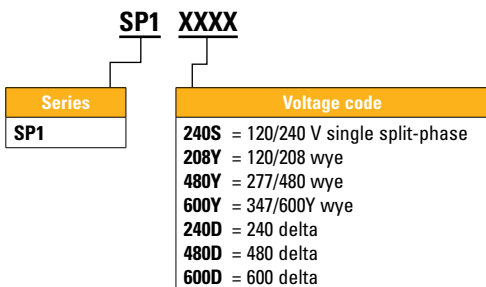 SP1 XXXX
Series
SP1
Voltage code
240S = 120/240 V single split-phase
208Y = 120/208 wye
480Y = 277/480 wye
600Y = 347/600Y wye
240D = 240 delta
480D = 480 delta
600D = 600 delta